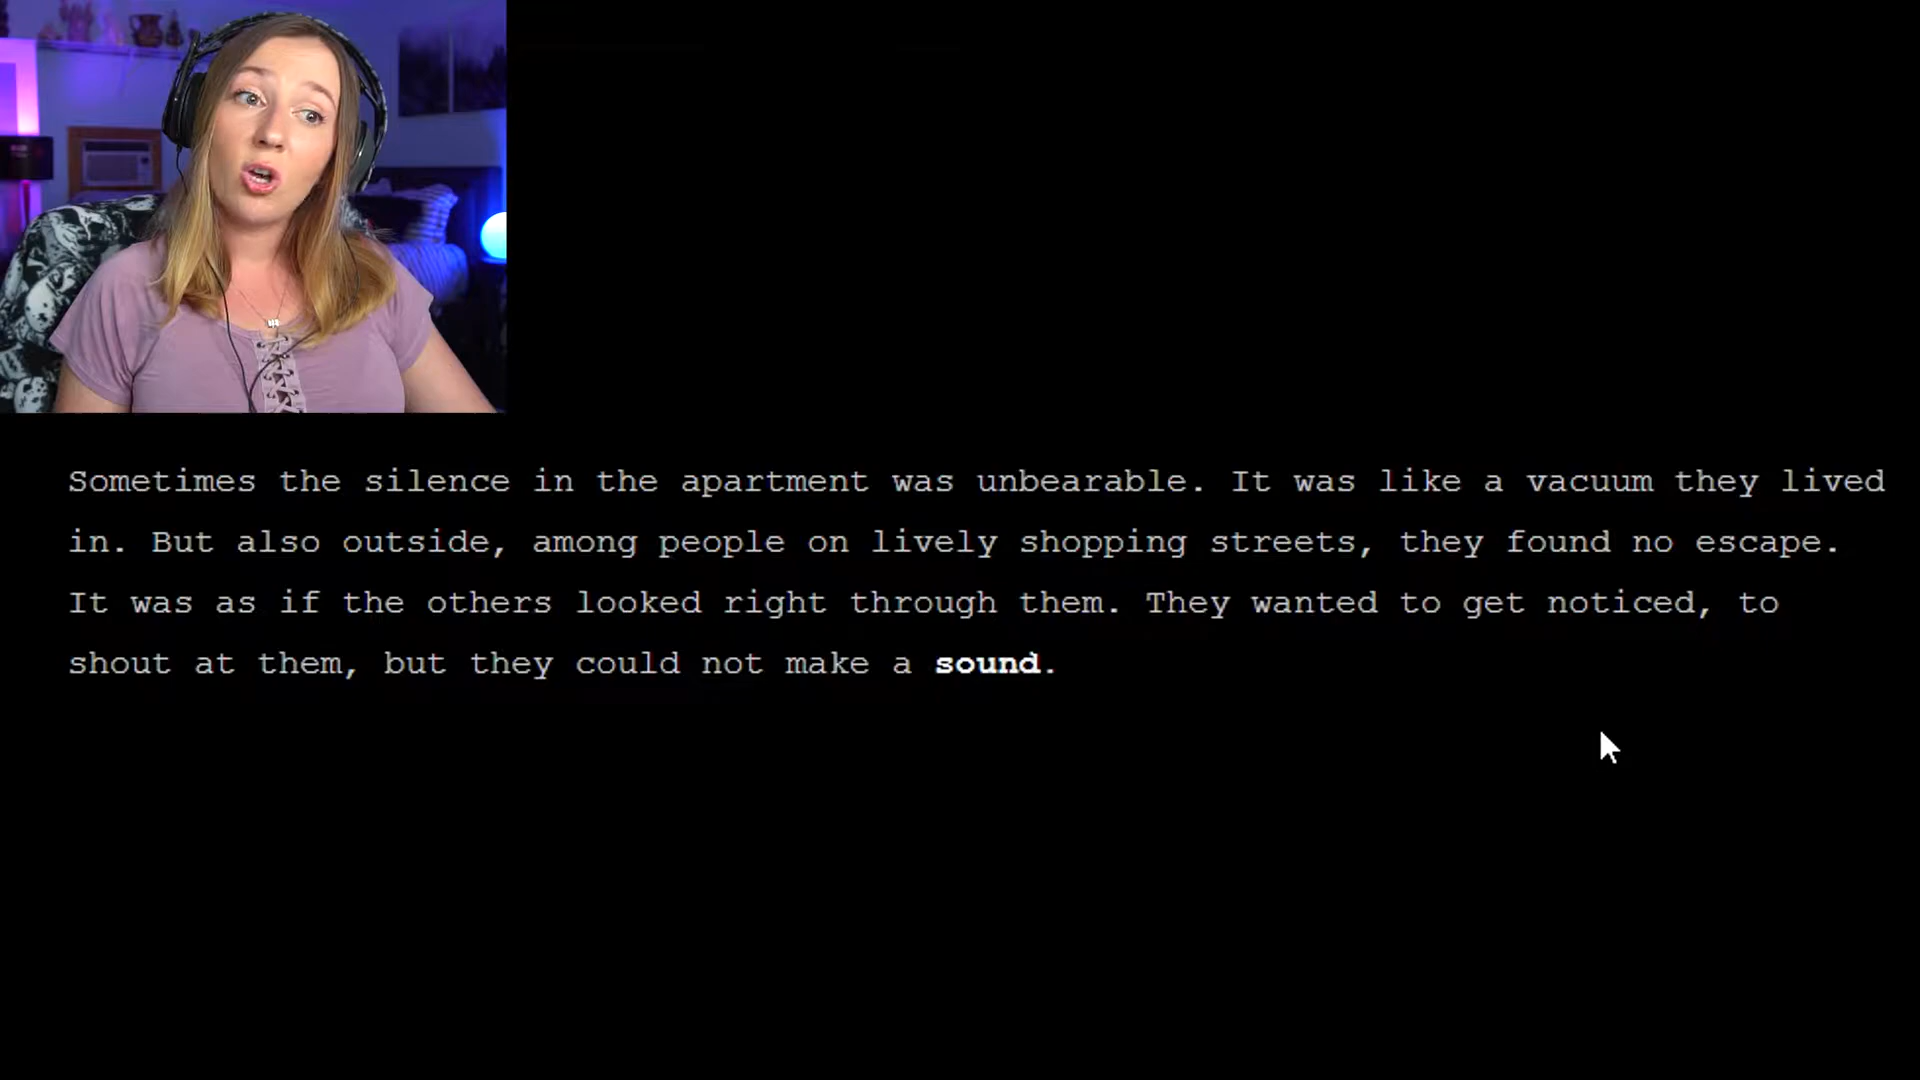 Sometimes the silence in the apartment was unbearable. It was like a vacuum they lived
in. But also outside, among people on lively shopping streets, they found no escape.
It was as if the others looked right through them. They wanted to get noticed, to
shout at them, but they could not make a sound.